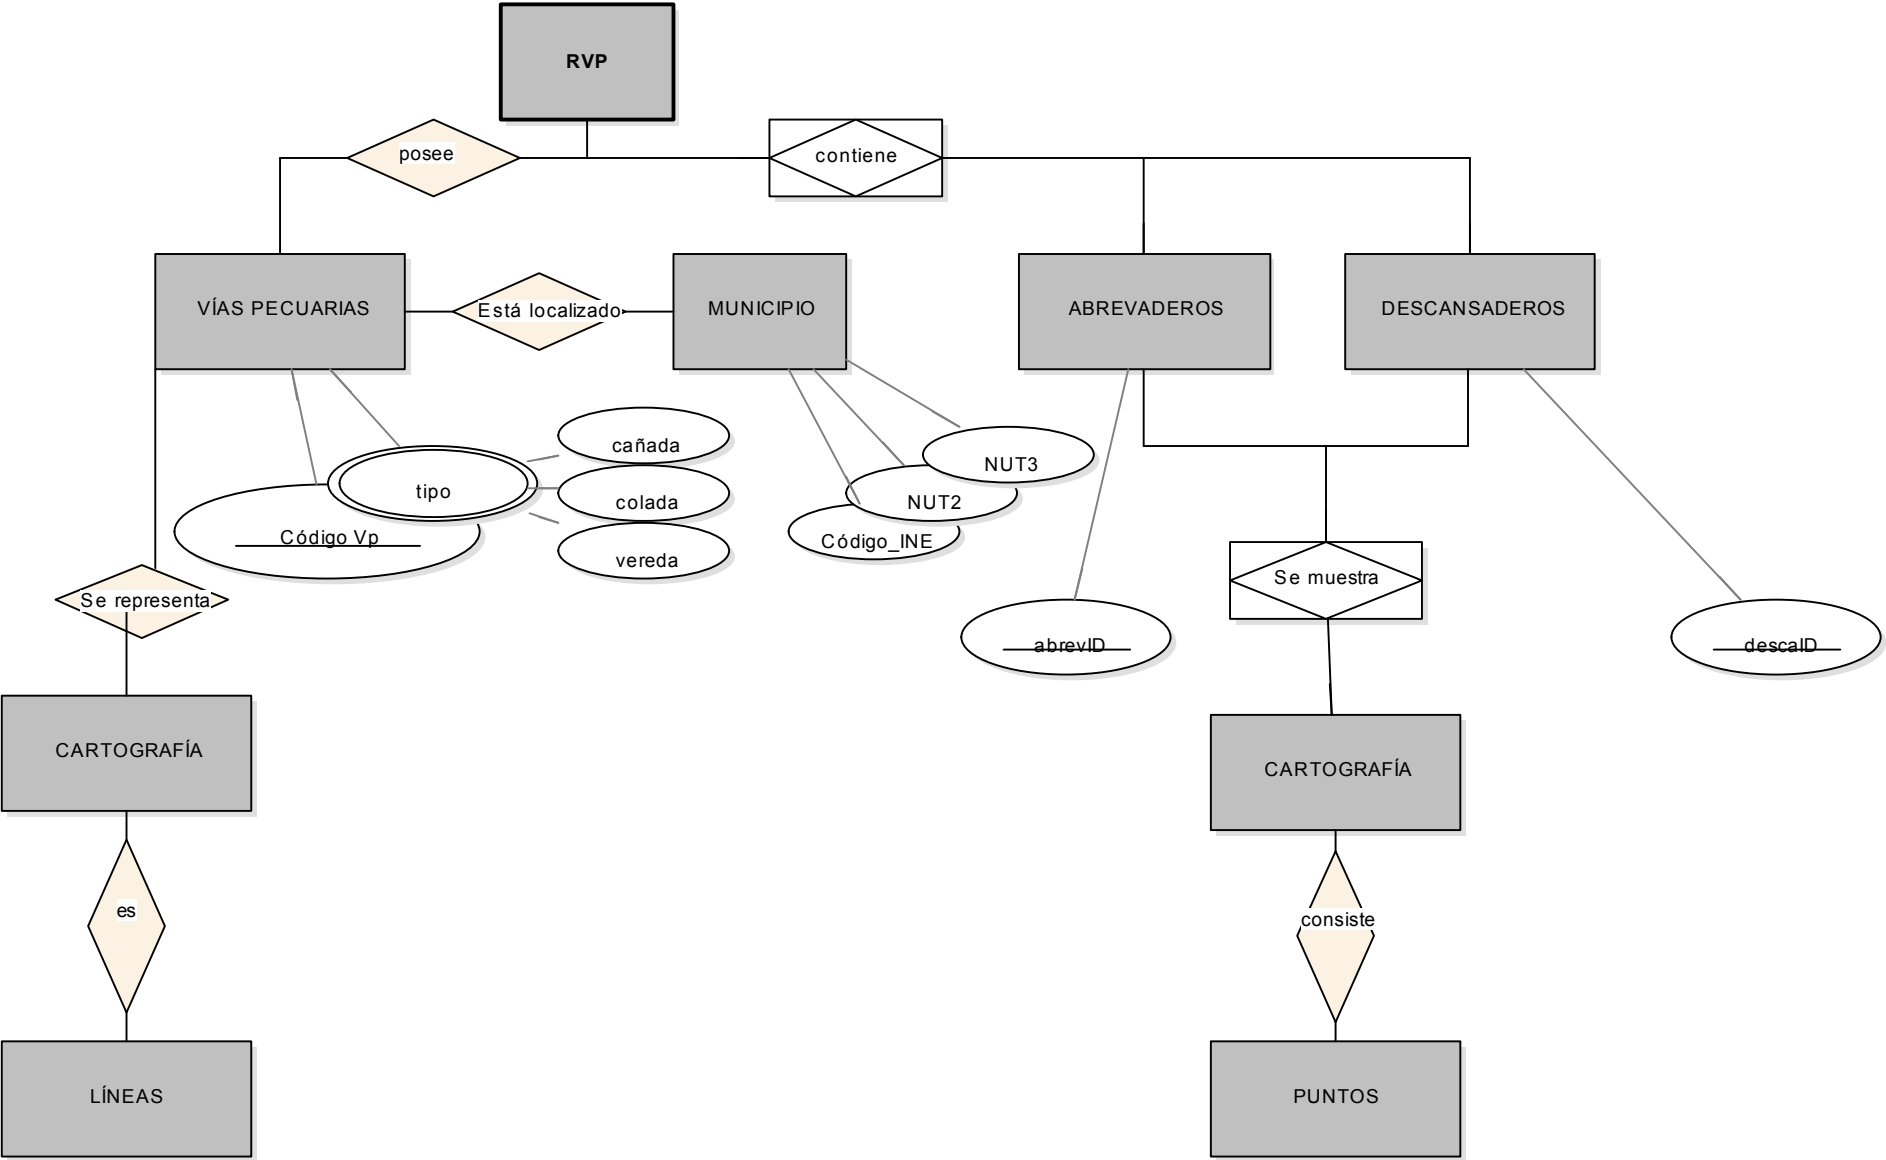 RVP
posee
contiene
VÍAS PECUARIAS
Está localizado
MUNICIPIO
ABREVADEROS
DESCANSADEROS
cañada
tipo
colada
vereda
Código Vp
NUT3
NUT2
Código_INE
Se representa
Se muestra
abrevID
descaID
CARTOGRAFÍA
CARTOGRAFÍA
es
consiste
LÍNEAS
PUNTOS